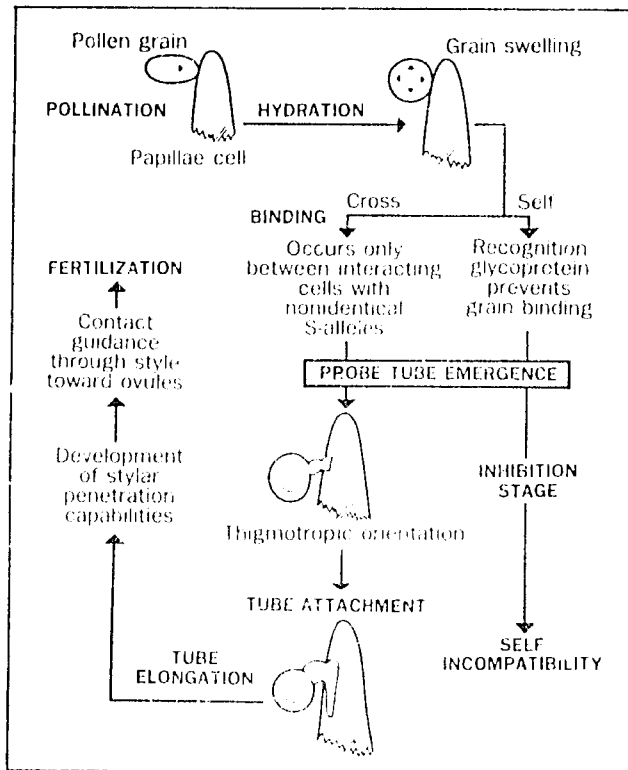 Pollen grain
Grain swelling
POLLINATION
HYDRATION
Papillae cell
Cross
Self
BINDING
Occurs only
between interacting
cells with
nonidentical
S-alleles
Recognition
glycopretein
prevents
grain binding
FERTILIZATION
Contact
guidance
through style
toward ovules
PROBE TUBE EMERGENCE
Development
of stylar
penetration
capabilities
INHIBITION
STAGE
Thigmotropic orientation
TUBE ATTACHMENT
TUBE
ELONGATION
SELF
INCOMPATIBILITY